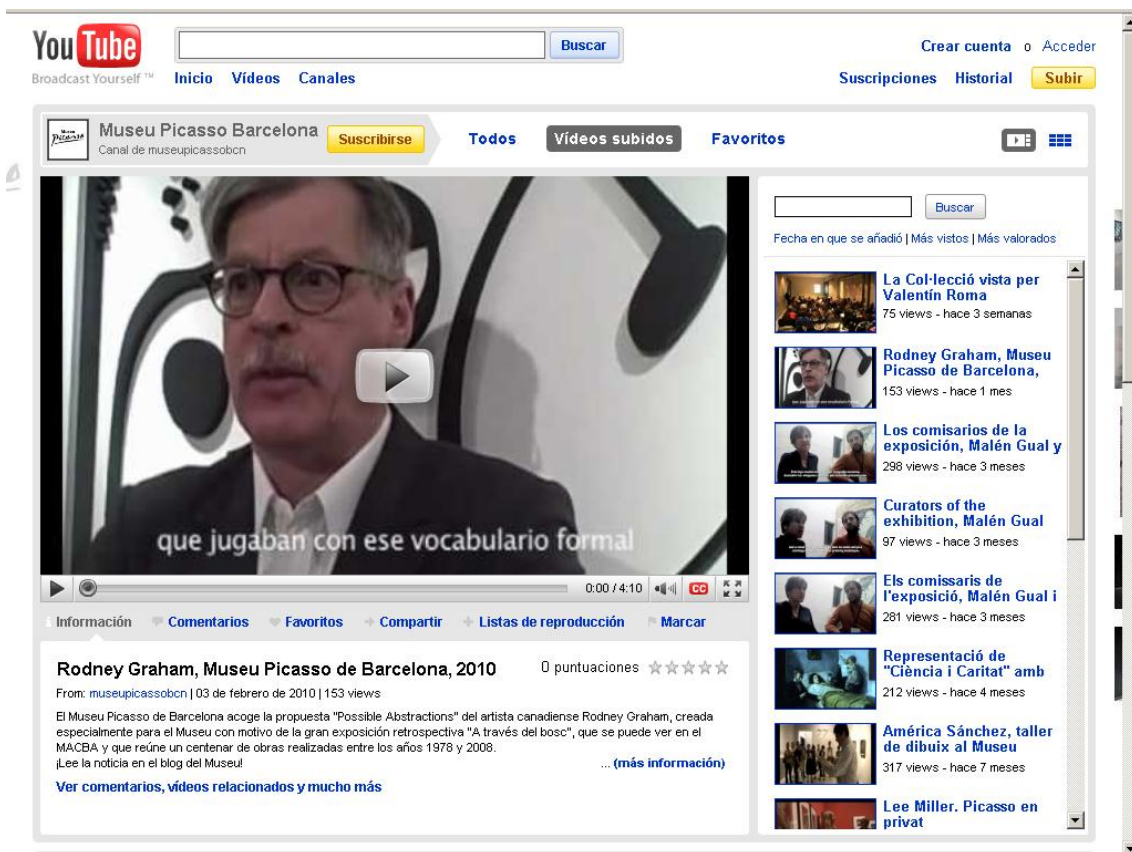 You Tube
Buscar
Crear cuenta o Acceder
Broadcast Yourself ™
Inicio Vídeos Canales
Suscripciones Historial Subir
Museu Picasso
Museu Picasso Barcelona
Canal de museupicassobcn
Suscribirse
Todos Vídeos subidos Favoritos
que jugaban con ese vocabulario formal
0:00 / 4:10 CC
Información Comentarios Favoritos Compartir Listas de reproducción Marcar
Rodney Graham, Museu Picasso de Barcelona, 2010
0 puntuaciones
From: museupicassobcn | 03 de febrero de 2010 | 153 views
El Museu Picasso de Barcelona acoge la propuesta "Possible Abstractions" del artista canadiense Rodney Graham, creada
especialmente para el Museu con motivo de la gran exposición retrospectiva "A través del bosc", que se puede ver en el
MACBA y que reúne un centenar de obras realizadas entre los años 1978 y 2008.
¡Lee la noticia en el blog del Museu!
... (más información)
Ver comentarios, vídeos relacionados y mucho más
Buscar
Fecha en que se añadió | Más vistos | Más valorados
La Col·lecció vista per
Valentín Roma
75 views - hace 3 semanas
Rodney Graham, Museu
Picasso de Barcelona,
153 views - hace 1 mes
Los comisarios de la
exposición, Malén Gual y
298 views - hace 3 meses
Curators of the
exhibition, Malén Gual
97 views - hace 3 meses
Els comissaris de
l'exposició, Malén Gual i
281 views - hace 3 meses
Representació de
"Ciència i Caritat" amb
212 views - hace 4 meses
América Sánchez, taller
de dibuix al Museu
317 views - hace 7 meses
Lee Miller. Picasso en
privat